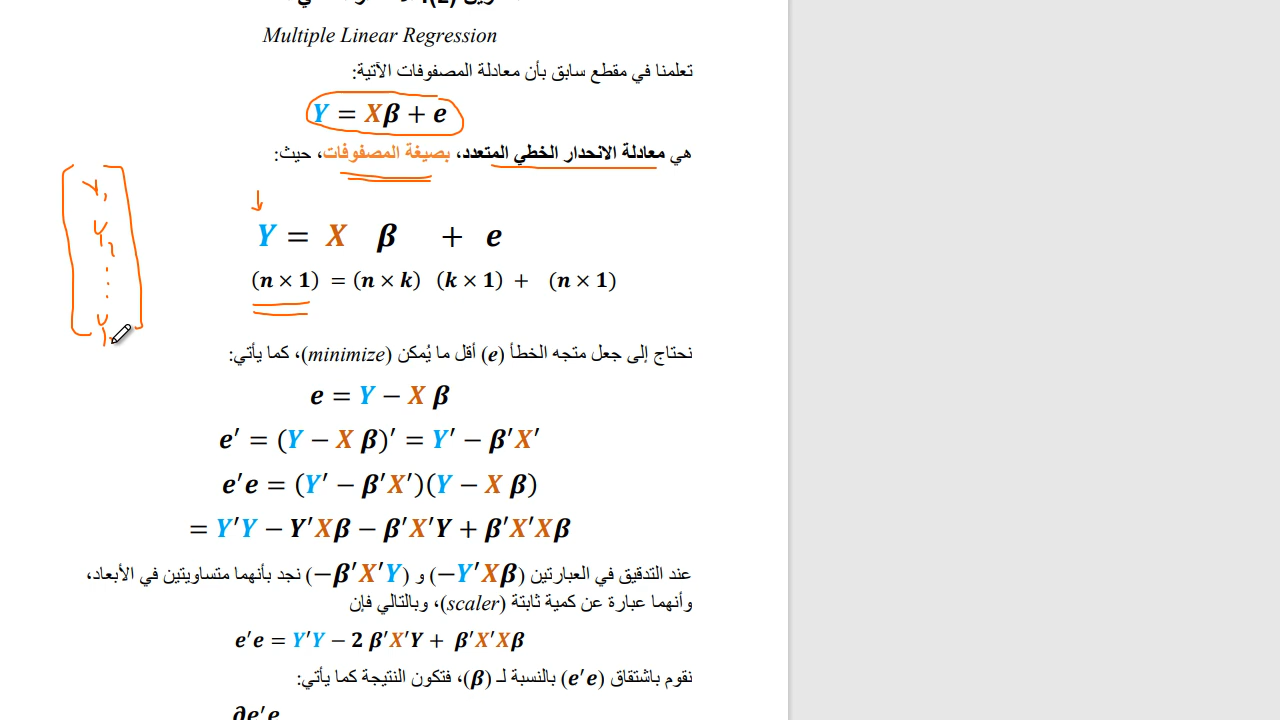 Multiple Linear Regression
تعلمنا في مقطع سابق بأن معادلة المصفوفات الآتية:
Y = Xβ + e
هي معادلة الانحدار الخطي المتعدد، بصيغة المصفوفات، حيث:
Y = X β + e
(n × 1) = (n × k) (k × 1) + (n × 1)
Y₁
Y₂
⋮
نحتاج إلى جعل متجه الخطأ (e) أقل ما يُمكن (minimize)، كما يأتي:
e = Y − X β
e′ = (Y − X β)′ = Y′ − β′X′
e′e = (Y′ − β′X′)(Y − X β)
= Y′Y − Y′Xβ − β′X′Y + β′X′Xβ
عند التدقيق في العبارتين (−Y′Xβ) و (−β′X′Y) نجد بأنهما متساويتين في الأبعاد،
وأنهما عبارة عن كمية ثابتة (scaler)، وبالتالي فإن
e′e = Y′Y − 2 β′X′Y + β′X′Xβ
نقوم باشتقاق (e′e) بالنسبة لـ (β)، فتكون النتيجة كما يأتي:
∂e′e